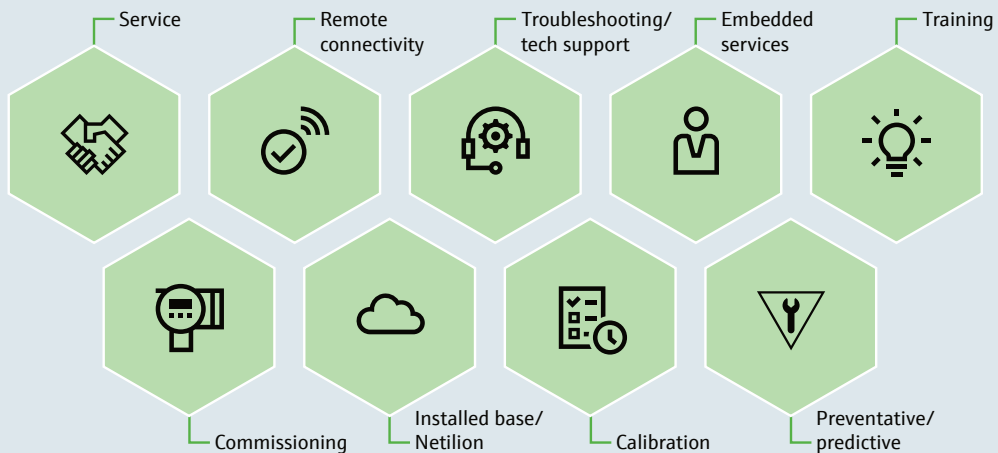 Service
Remote
connectivity
Troubleshooting/
tech support
Embedded
services
Training
Commissioning
Installed base/
Netilion
Calibration
Preventative/
predictive